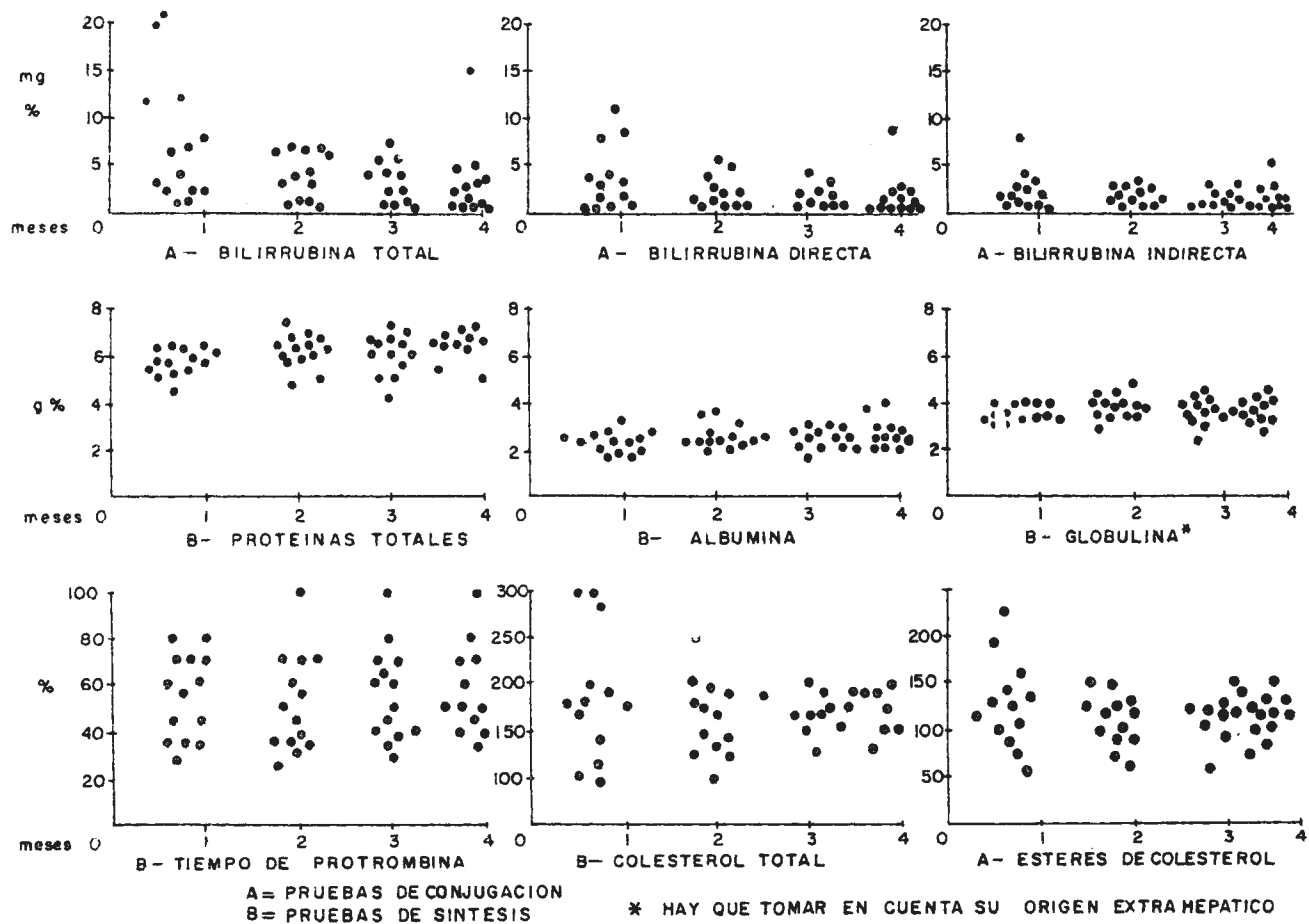 20 20 20
mg 15 15 15
% 10 10 10
5 5 5
meses 0 1 2 3 4 0 1 2 3 4 0 1 2 3 4
A- BILIRRUBINA TOTAL A- BILIRRUBINA DIRECTA A- BILIRRUBINA INDIRECTA
8 8 8
6 6 6
g% 4 4 4
2 2 2
meses 0 1 2 3 4 0 1 2 3 4 0 1 2 3 4
B- PROTEINAS TOTALES B- ALBUMINA B- GLOBULINA*
100 300
80 200
% 60 200 150
40 100
20 100 50
meses 0 1 2 3 4 0 1 2 3 4 0 1 2 3 4
B- TIEMPO DE PROTROMBINA B- COLESTEROL TOTAL A- ESTERES DE COLESTEROL
A= PRUEBAS DE CONJUGACION
B= PRUEBAS DE SINTESIS * HAY QUE TOMAR EN CUENTA SU ORIGEN EXTRA HEPATICO